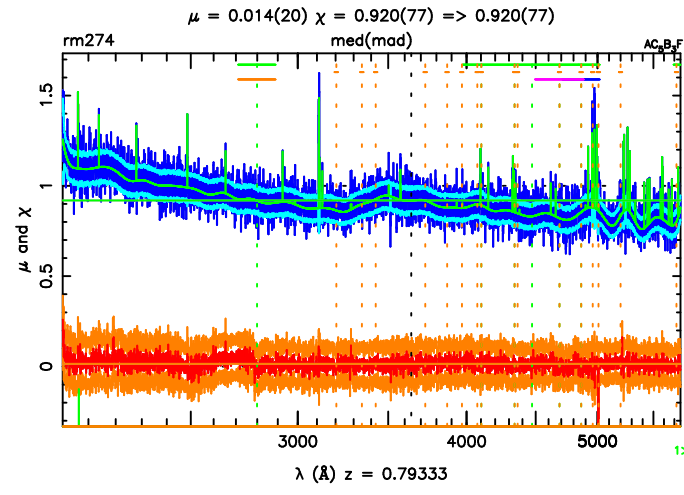 μ = 0.014(20) χ = 0.920(77) => 0.920(77)
rm274 med(mad) AC₅B₃F
1.5
1
0.5
0
μ and χ
3000 4000 5000
1>
λ (Å) z = 0.79333